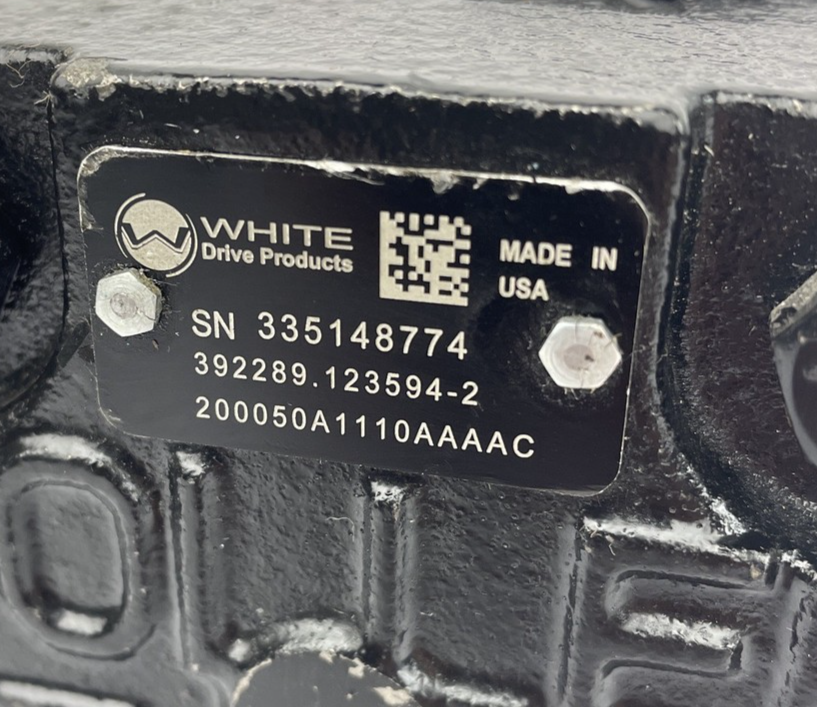 WHITE
Drive Products
MADE IN
USA
SN 335148774
392289.123594-2
200050A1110AAAAC